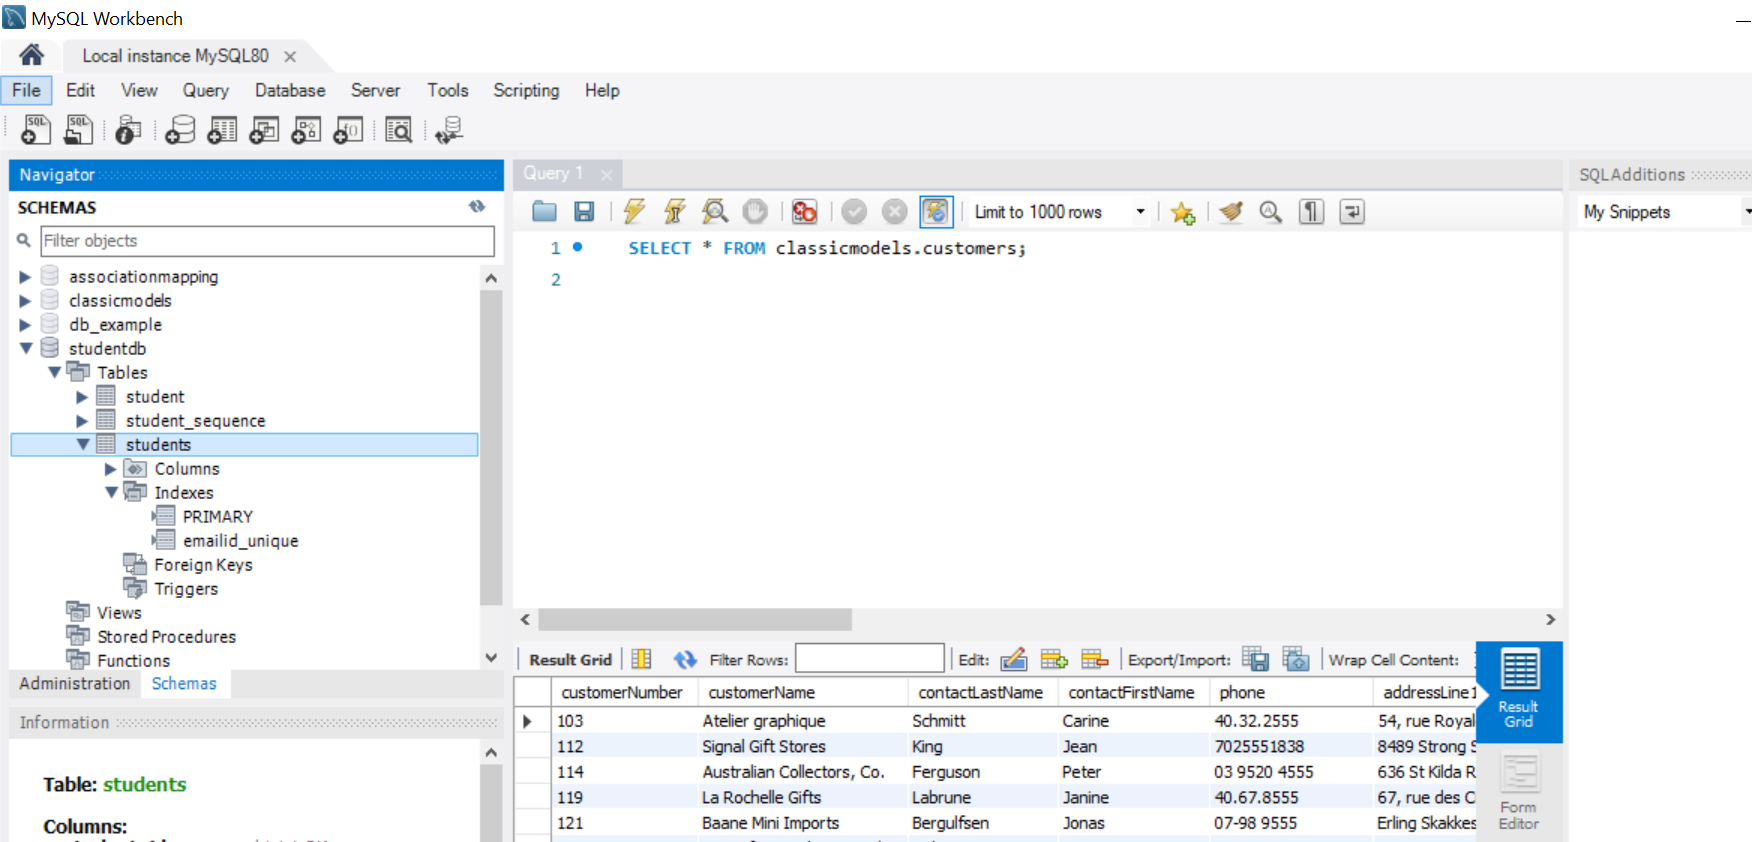 MySQL Workbench
Local instance MySQL80
File Edit View Query Database Server Tools Scripting Help
Navigator
SCHEMAS
Filter objects
associationmapping
classicmodels
db_example
studentdb
Tables
student
student_sequence
students
Columns
Indexes
PRIMARY
emailid_unique
Foreign Keys
Triggers
Views
Stored Procedures
Functions
Administration Schemas
Information
Table: students
Columns:
Query 1
Limit to 1000 rows
1 SELECT * FROM classicmodels.customers;
2
Result Grid Filter Rows: Edit: Export/Import: Wrap Cell Content:
customerNumber customerName contactLastName contactFirstName phone addressLine1
103 Atelier graphique Schmitt Carine 40.32.2555 54, rue Royal
112 Signal Gift Stores King Jean 7025551838 8489 Strong S
114 Australian Collectors, Co. Ferguson Peter 03 9520 4555 636 St Kilda R
119 La Rochelle Gifts Labrune Janine 40.67.8555 67, rue des C
121 Baane Mini Imports Bergulfsen Jonas 07-98 9555 Erling Skakkes
Result
Grid
Form
Editor
SQLAdditions
My Snippets